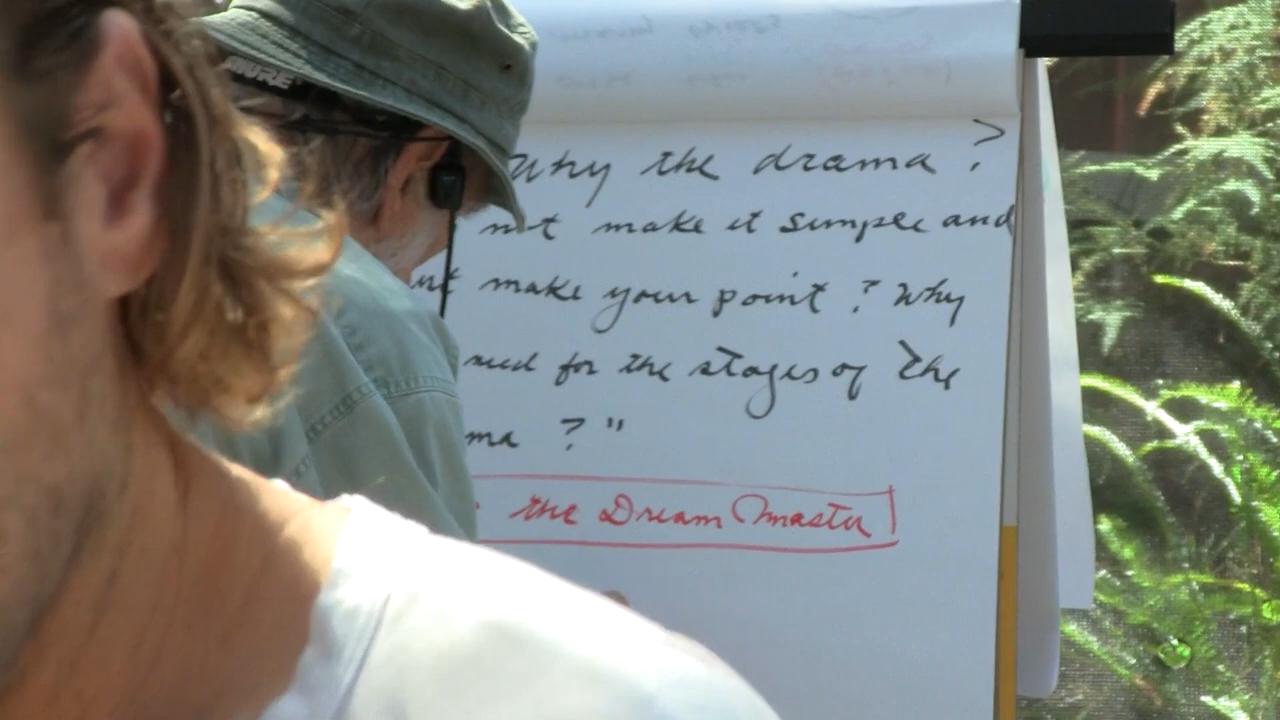 SHURE
Why the drama?
not make it simple and
make your point? Why
need for the stages of the
ma?"
the Dream Master